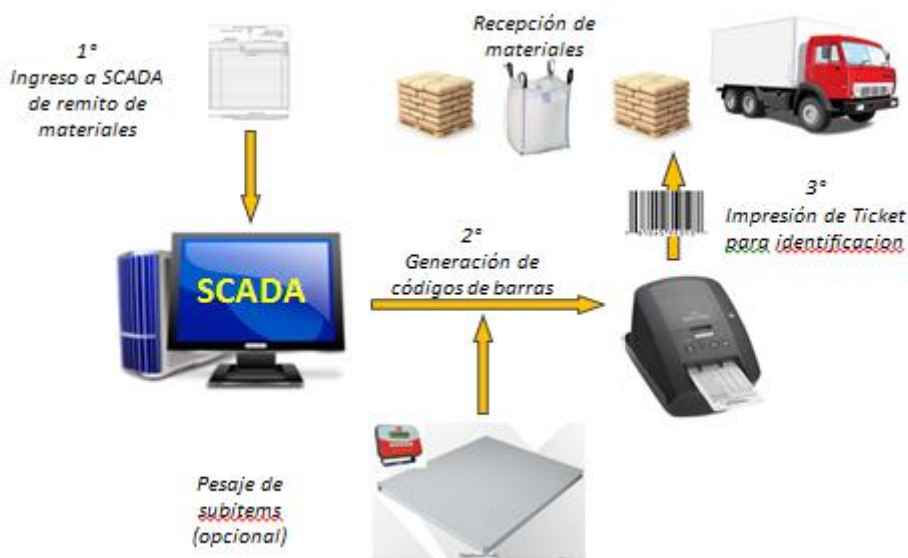 1°
Ingreso a SCADA
de remito de
materiales
Recepción de
materiales
SCADA
2°
Generación de
códigos de barras
3°
Impresión de Ticket
para identificacion
Pesaje de
subitems
(opcional)